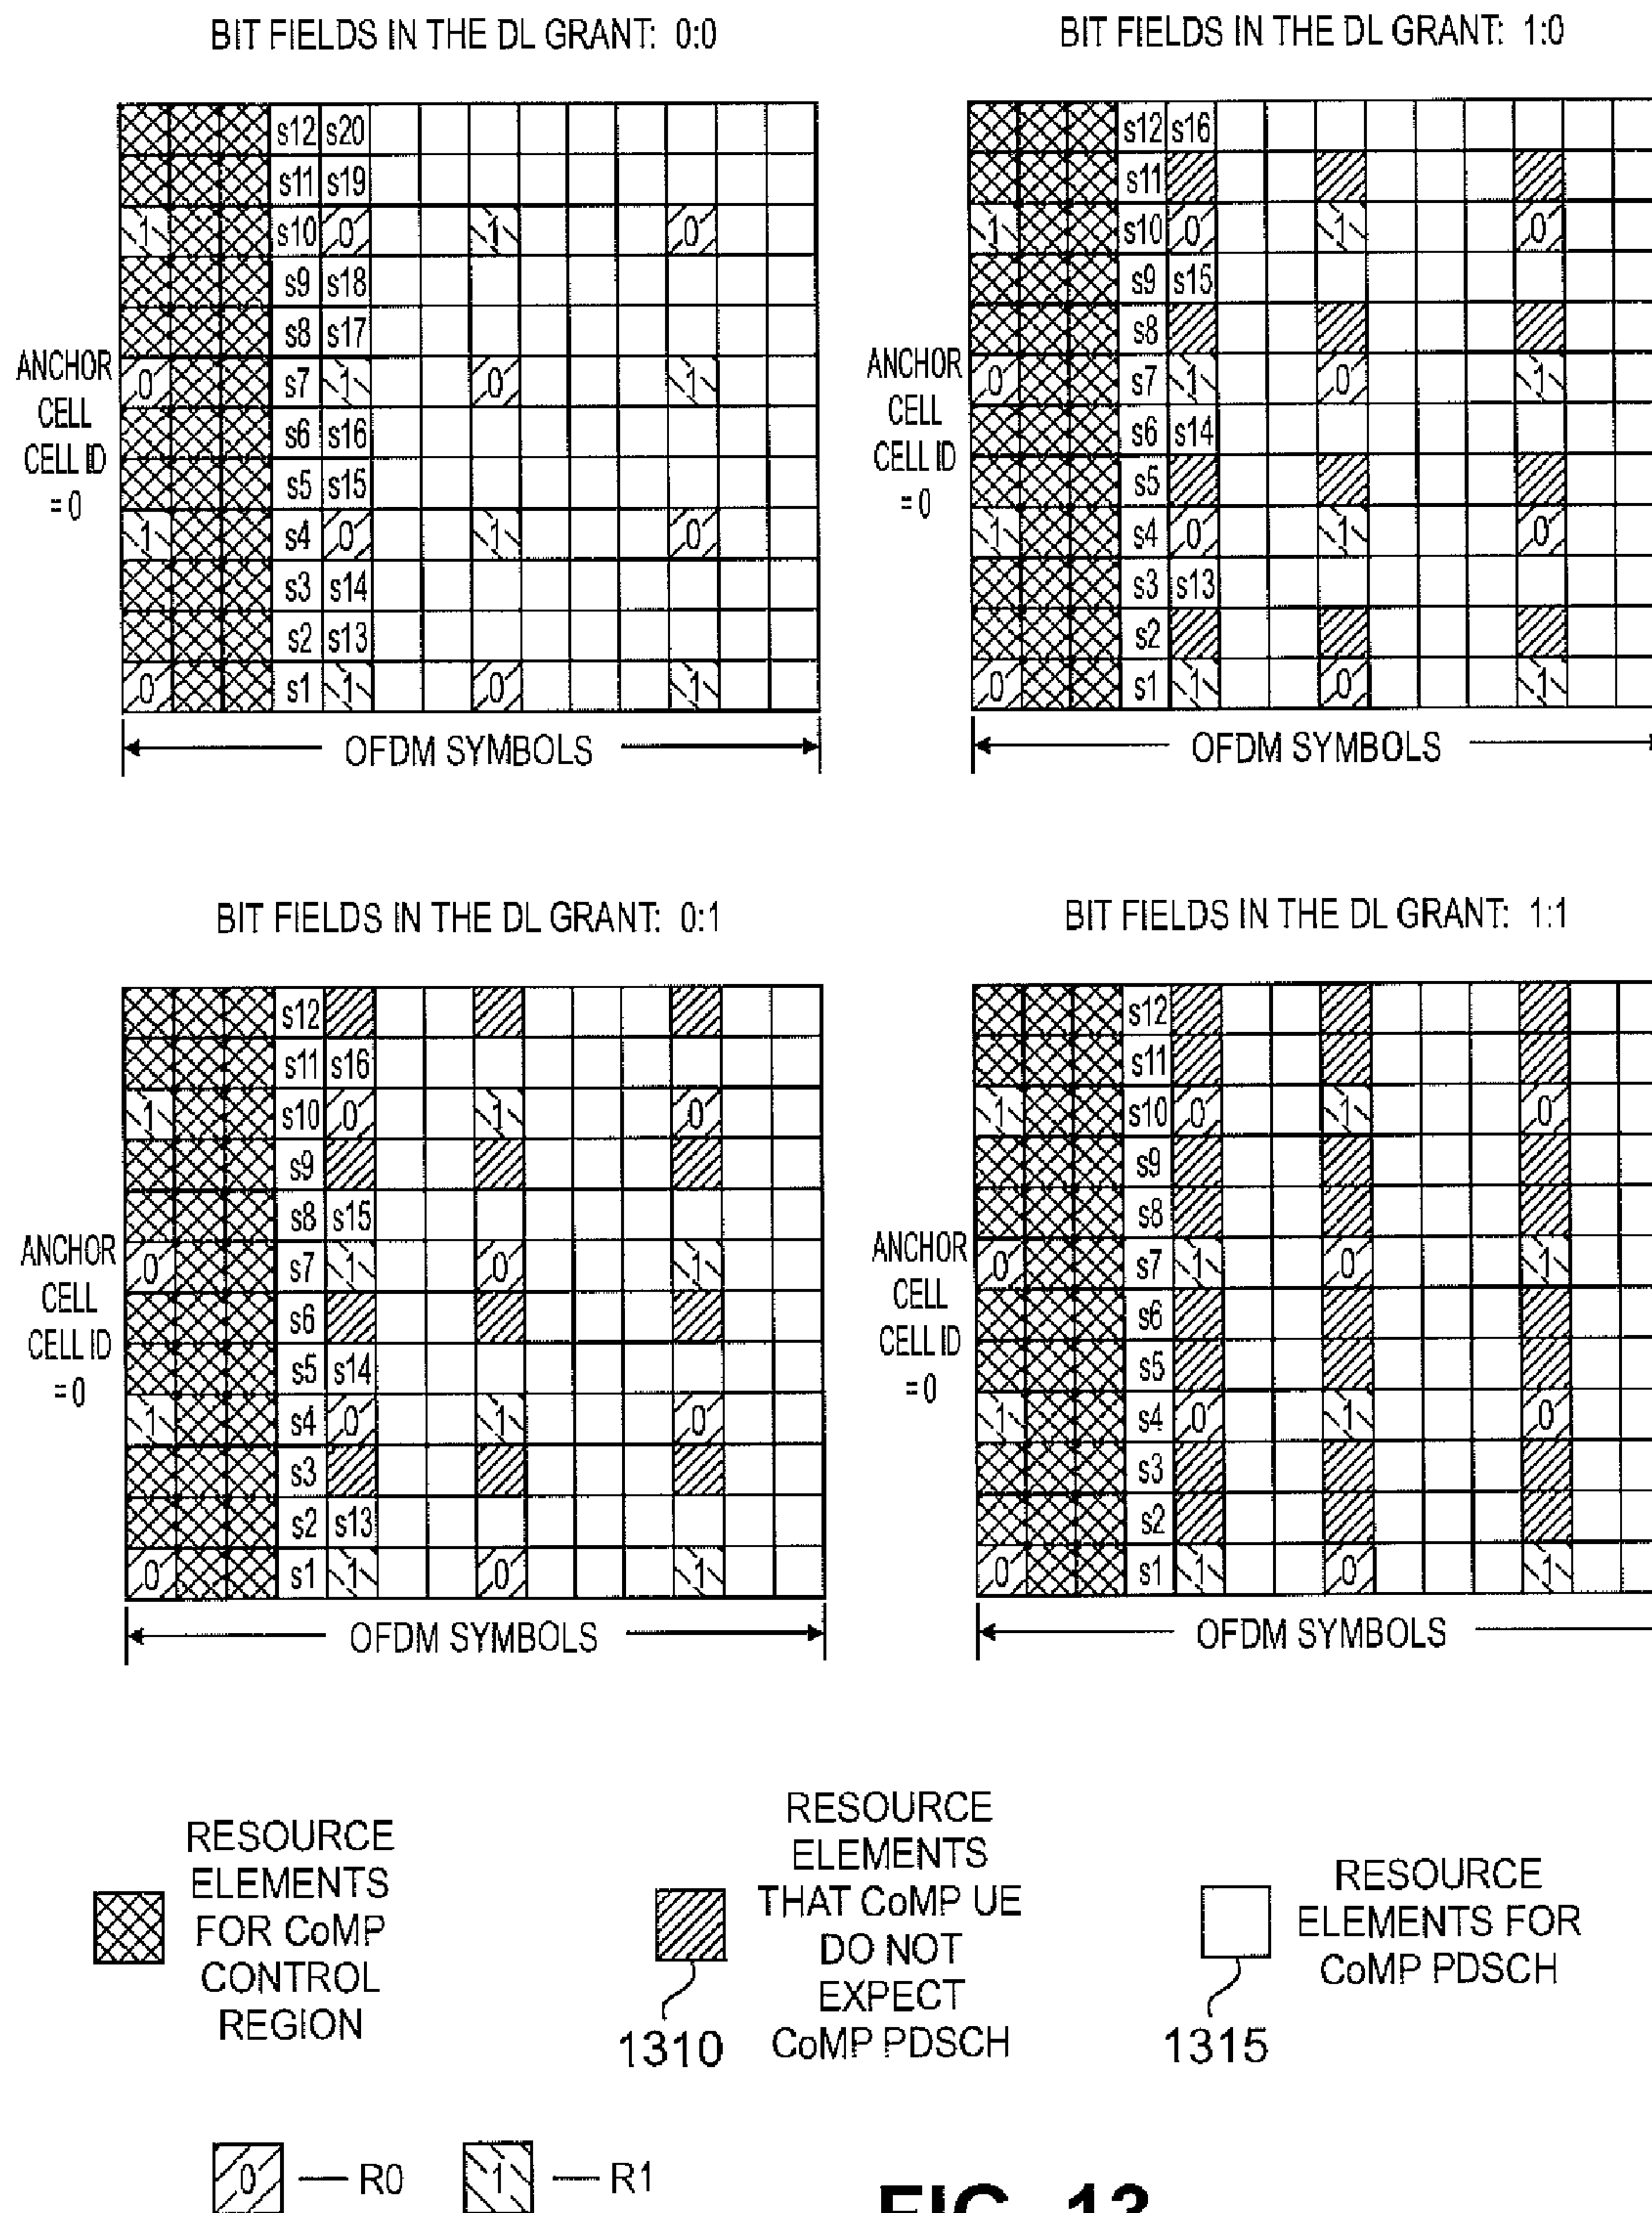 BIT FIELDS IN THE DL GRANT: 0:0
s12 s20
s11 s19
1 s10 0 1 0
s9 s18
s8 s17
0 s7 1 0 1
s6 s16
s5 s15
1 s4 0 1 0
s3 s14
s2 s13
0 s1 1 0 1
ANCHOR
CELL
CELL ID
= 0
OFDM SYMBOLS
BIT FIELDS IN THE DL GRANT: 1:0
s12 s16
s11
1 s10 0 1 0
s9 s15
s8
0 s7 1 0 1
s6 s14
s5
1 s4 0 1 0
s3 s13
s2
0 s1 1 0 1
ANCHOR
CELL
CELL ID
= 0
OFDM SYMBOLS
BIT FIELDS IN THE DL GRANT: 0:1
s12
s11 s16
1 s10 0 1 0
s9
s8 s15
0 s7 1 0 1
s6
s5 s14
1 s4 0 1 0
s3
s2 s13
0 s1 1 0 1
ANCHOR
CELL
CELL ID
= 0
OFDM SYMBOLS
BIT FIELDS IN THE DL GRANT: 1:1
s12
s11
1 s10 0 1 0
s9
s8
0 s7 1 0 1
s6
s5
1 s4 0 1 0
s3
s2
0 s1 1 0 1
ANCHOR
CELL
CELL ID
= 0
OFDM SYMBOLS
RESOURCE
ELEMENTS
FOR CoMP
CONTROL
REGION
RESOURCE
ELEMENTS
THAT CoMP UE
DO NOT
EXPECT
CoMP PDSCH
1310
RESOURCE
ELEMENTS FOR
CoMP PDSCH
1315
0 — R0
1 — R1
FIG. 13